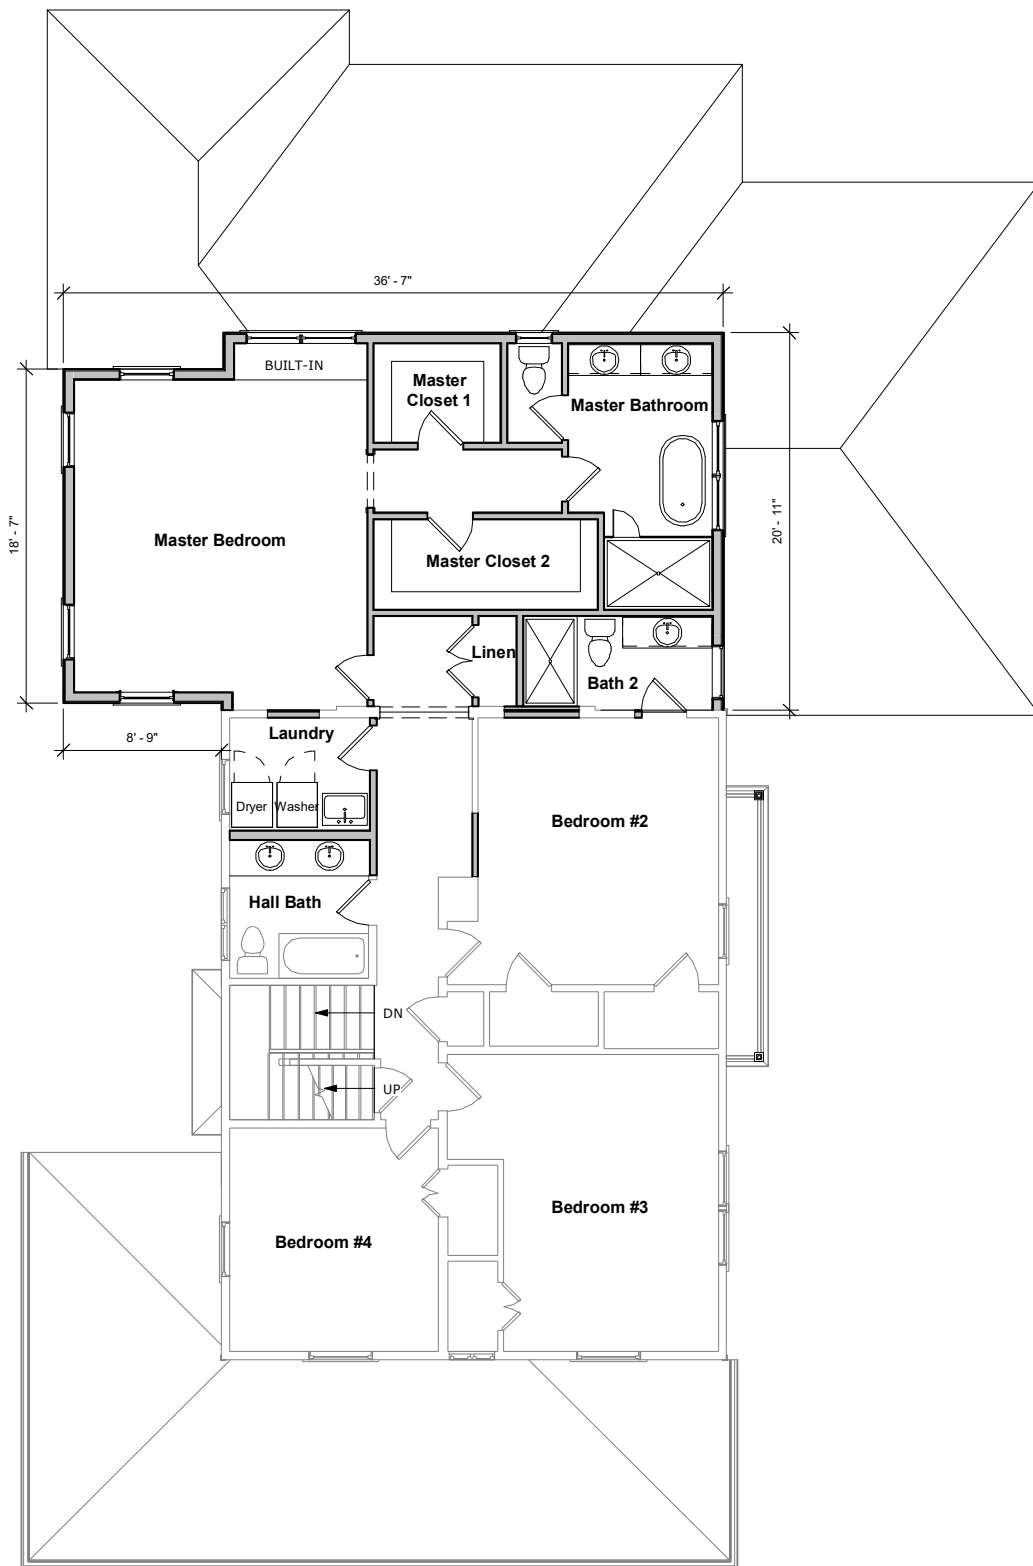 36' - 7"
BUILT-IN
Master
Closet 1
Master Bathroom
18' - 7"
20' - 11"
Master Bedroom
Master Closet 2
Linen
Bath 2
8' - 9"
Laundry
Dryer
Washer
Bedroom #2
Hall Bath
DN
UP
Bedroom #3
Bedroom #4